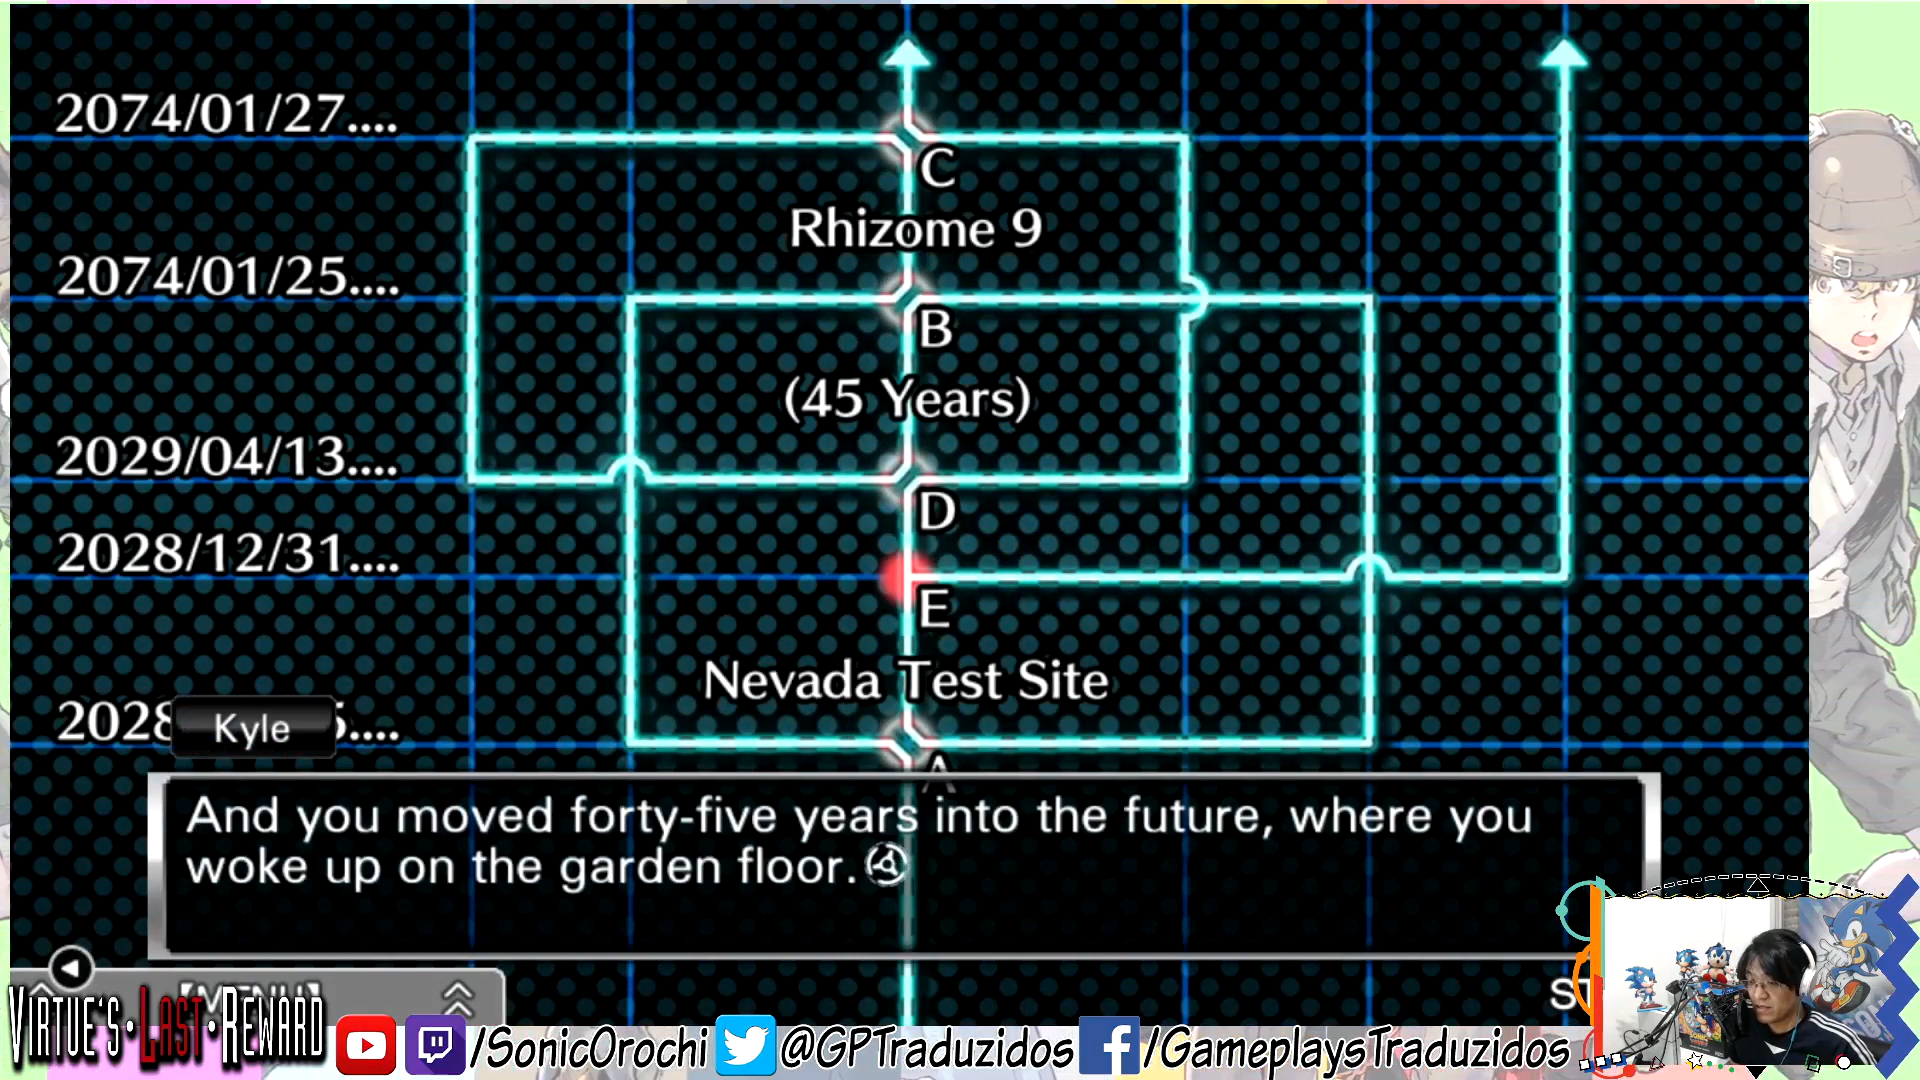 2074/01/27....
C
Rhizome 9
2074/01/25....
B
(45 Years)
2029/04/13....
D
2028/12/31....
E
Nevada Test Site
2028
....
Kyle
A
And you moved forty-five years into the future, where you
woke up on the garden floor.
[MENU]
VIRTUE'S·LAST·REWARD
/SonicOrochi
@GPTraduzidos
/GameplaysTraduzidos